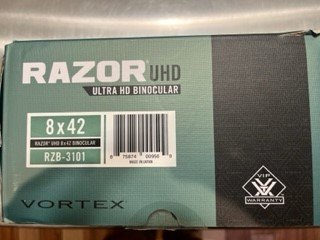 RAZOR® UHD
ULTRA HD BINOCULAR
8x42
RAZOR® UHD 8x42 BINOCULAR
RZB-3101
MADE IN JAPAN
VORTEX
VIP
WARRANTY